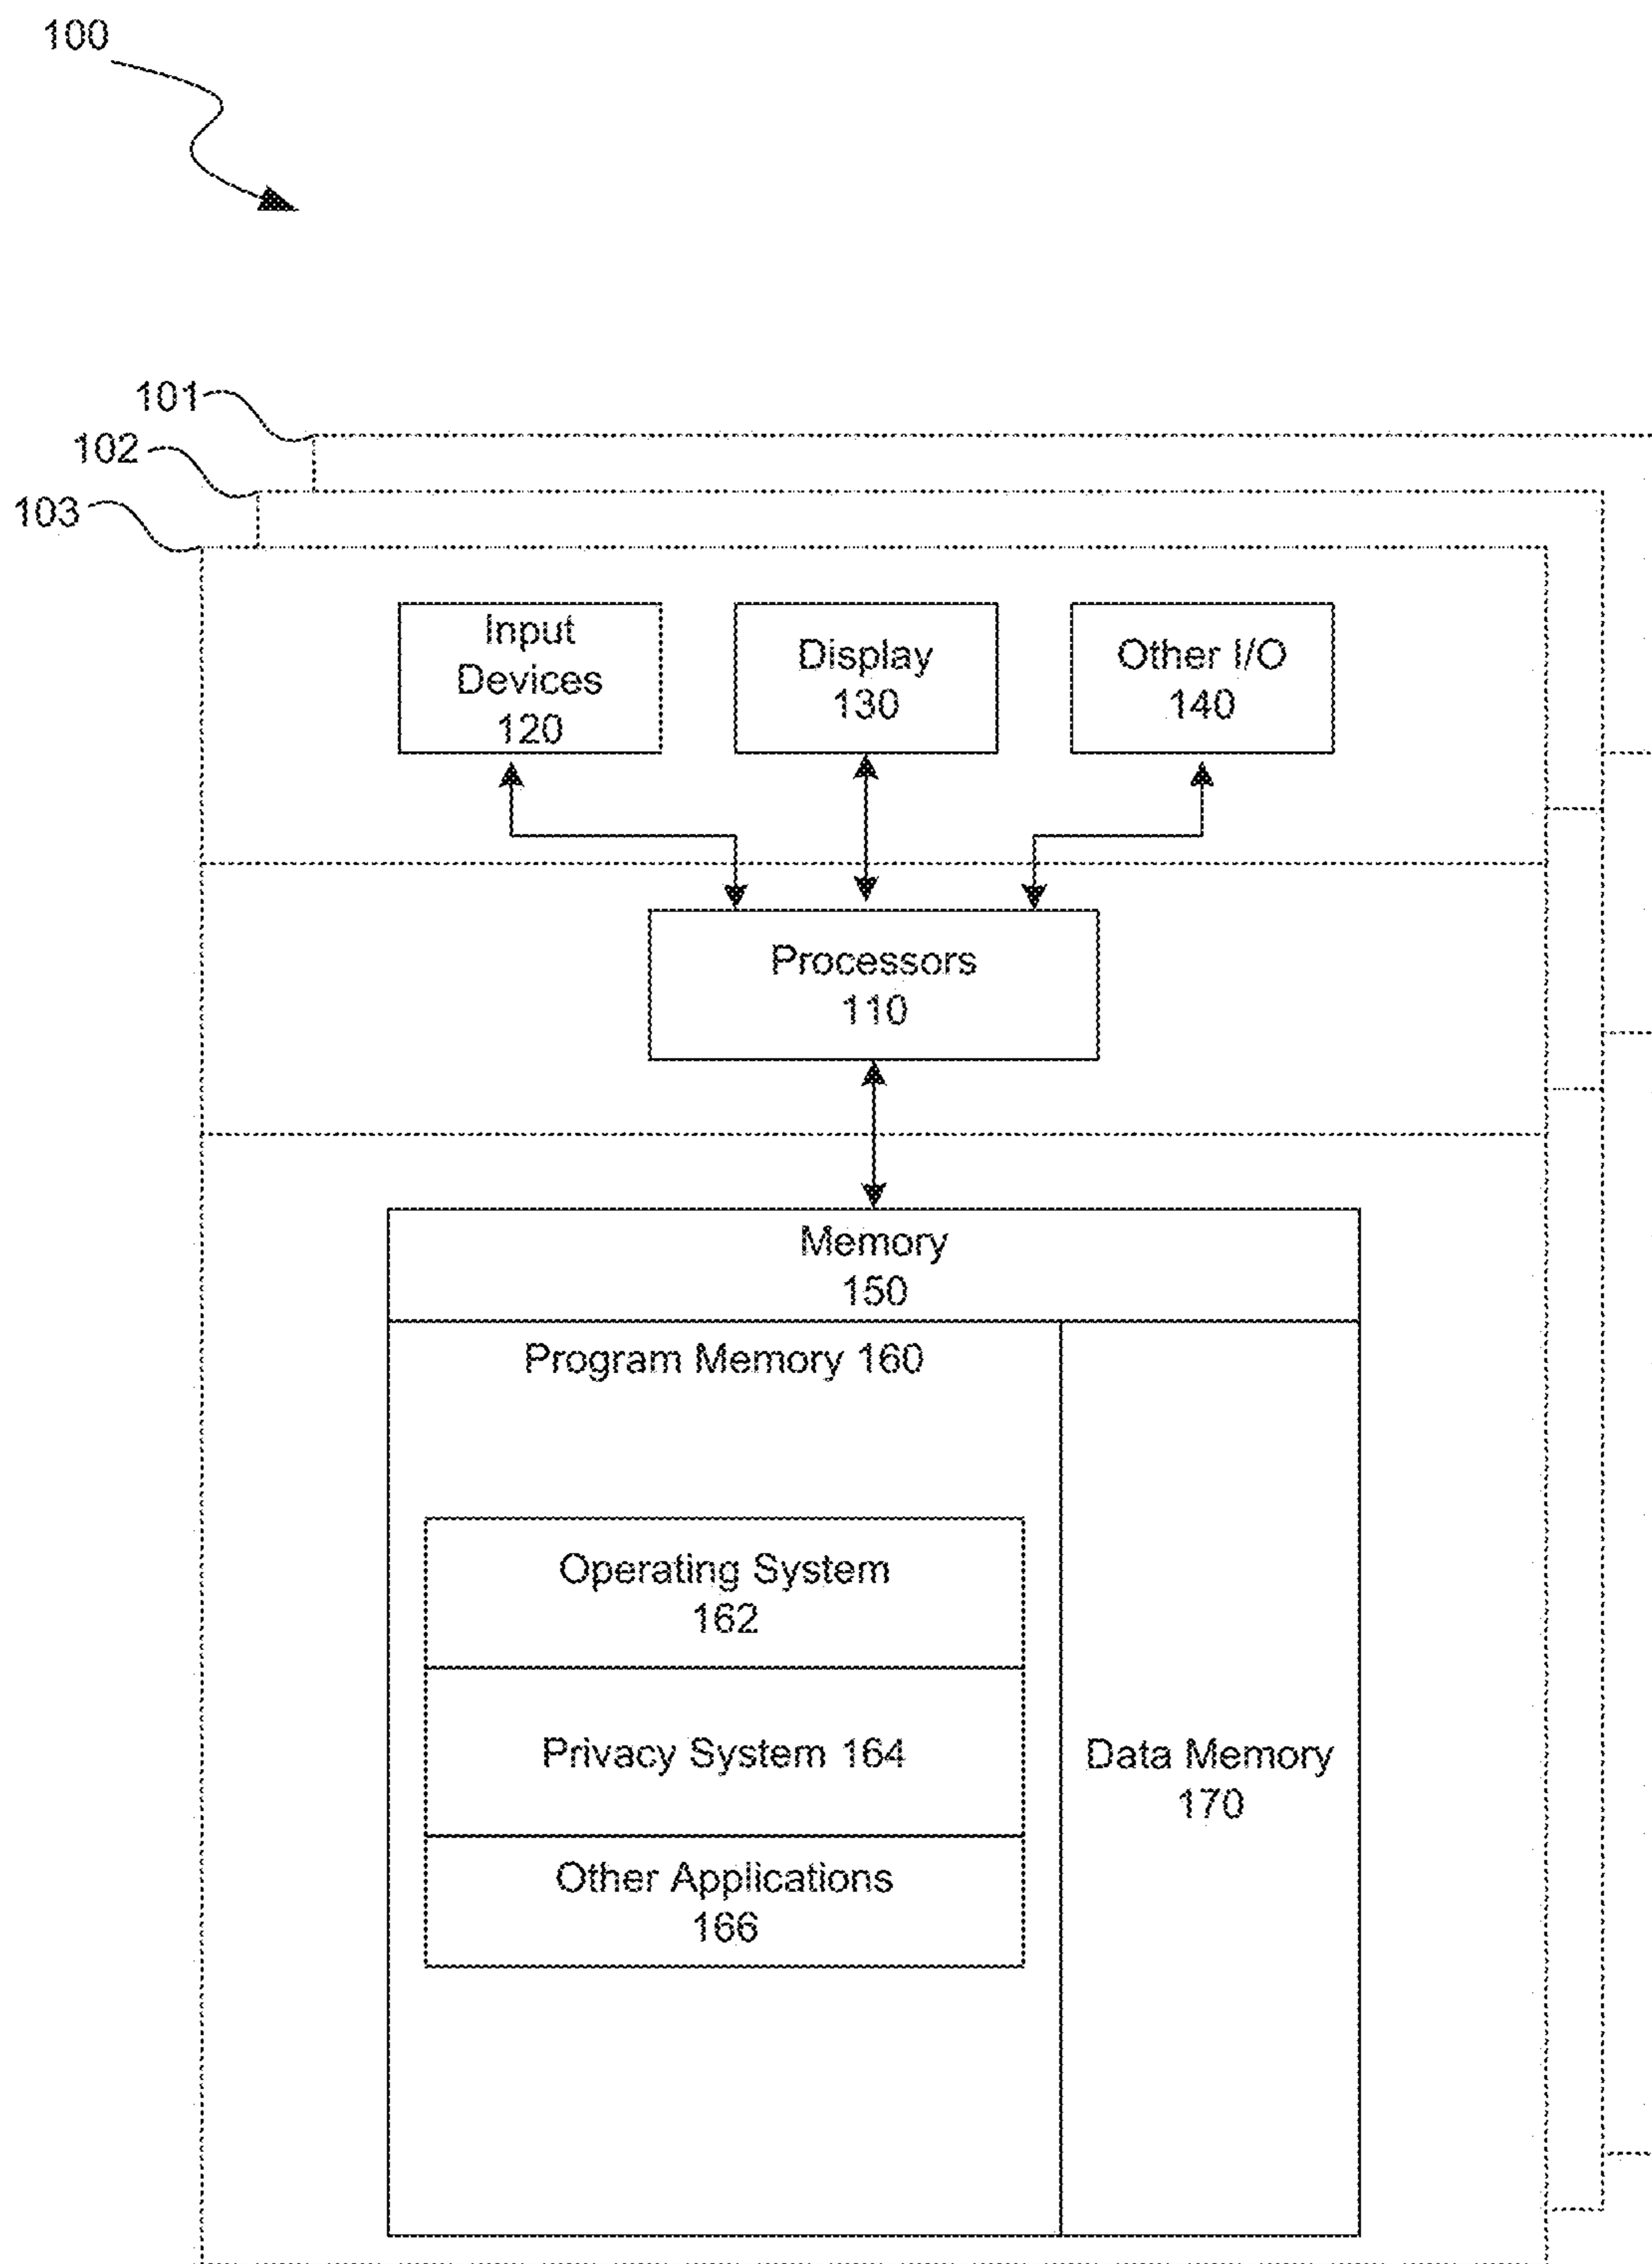 100
101
102
103
Input
Devices
120
Display
130
Other I/O
140
Processors
110
Memory
150
Program Memory 160
Operating System
162
Privacy System 164
Other Applications
166
Data Memory
170